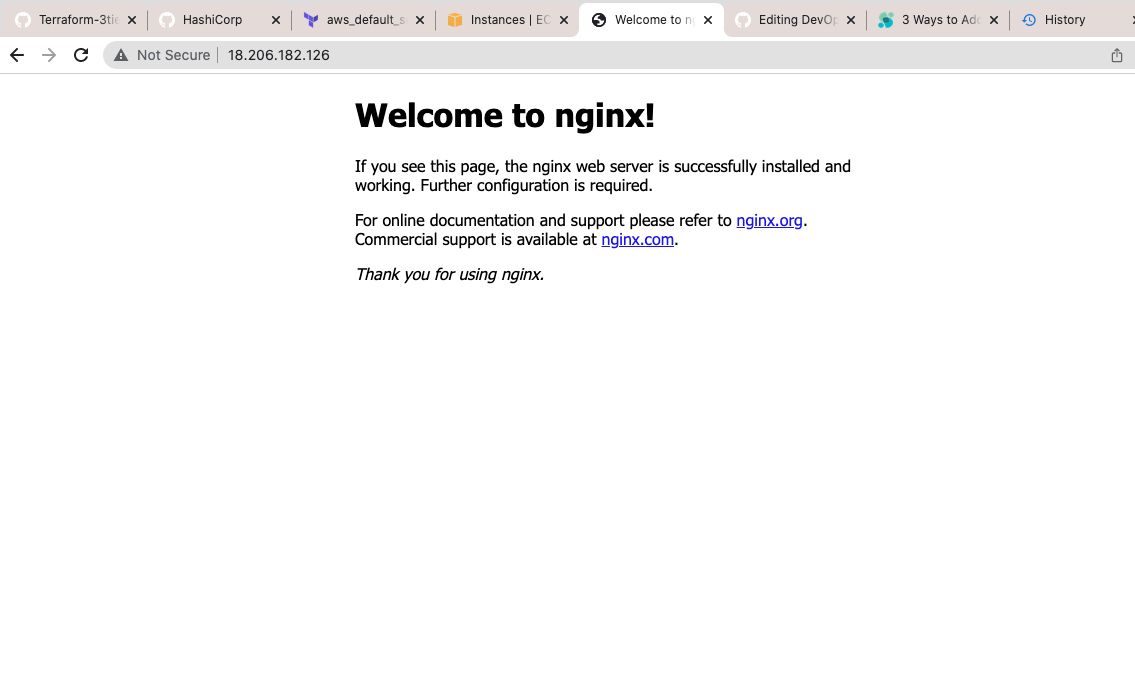 Terraform-3tie
HashiCorp
aws_default_s
Instances | EC
Welcome to n
Editing DevOp
3 Ways to Add
History
Not Secure
18.206.182.126
Welcome to nginx!
If you see this page, the nginx web server is successfully installed and
working. Further configuration is required.
For online documentation and support please refer to nginx.org.
Commercial support is available at nginx.com.
Thank you for using nginx.